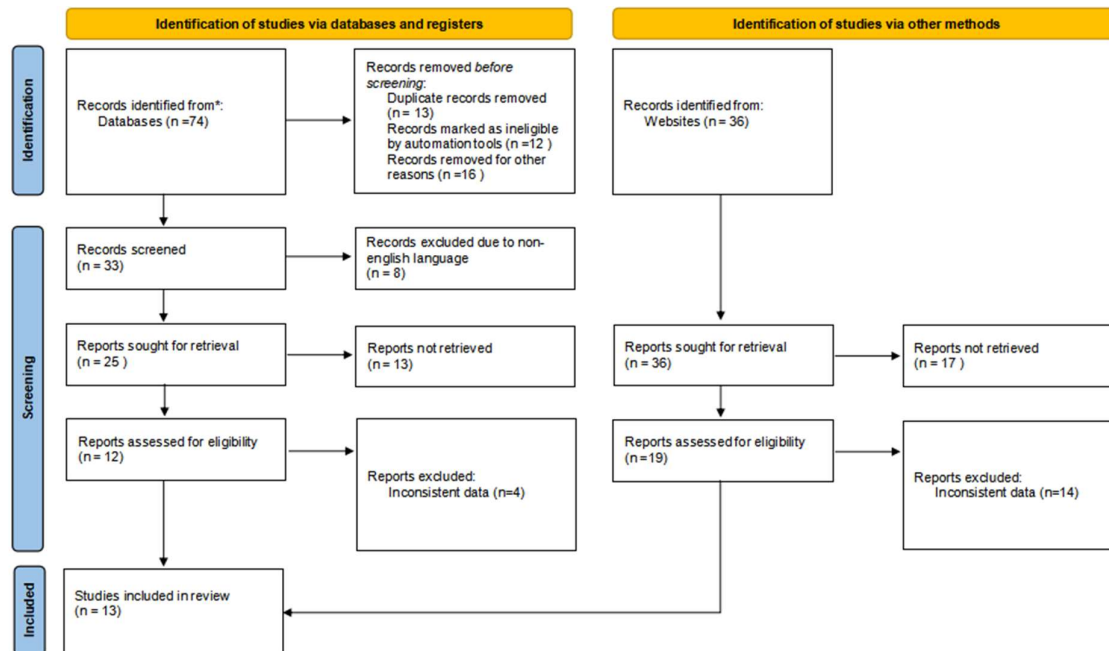 Identification of studies via databases and registers
Identification of studies via other methods
Identification
Records identified from*:
Databases (n =74)
Records removed before
screening:
Duplicate records removed
(n = 13)
Records marked as ineligible
by automation tools (n =12 )
Records removed for other
reasons (n =16 )
Records identified from:
Websites (n = 36)
Screening
Records screened
(n = 33)
Records excluded due to non-
english language
(n = 8)
Reports sought for retrieval
(n = 25 )
Reports not retrieved
(n = 13)
Reports sought for retrieval
(n = 36)
Reports not retrieved
(n = 17 )
Reports assessed for eligibility
(n = 12)
Reports excluded:
Inconsistent data (n=4)
Reports assessed for eligibility
(n =19)
Reports excluded:
Inconsistent data (n=14)
Included
Studies included in review
(n = 13)